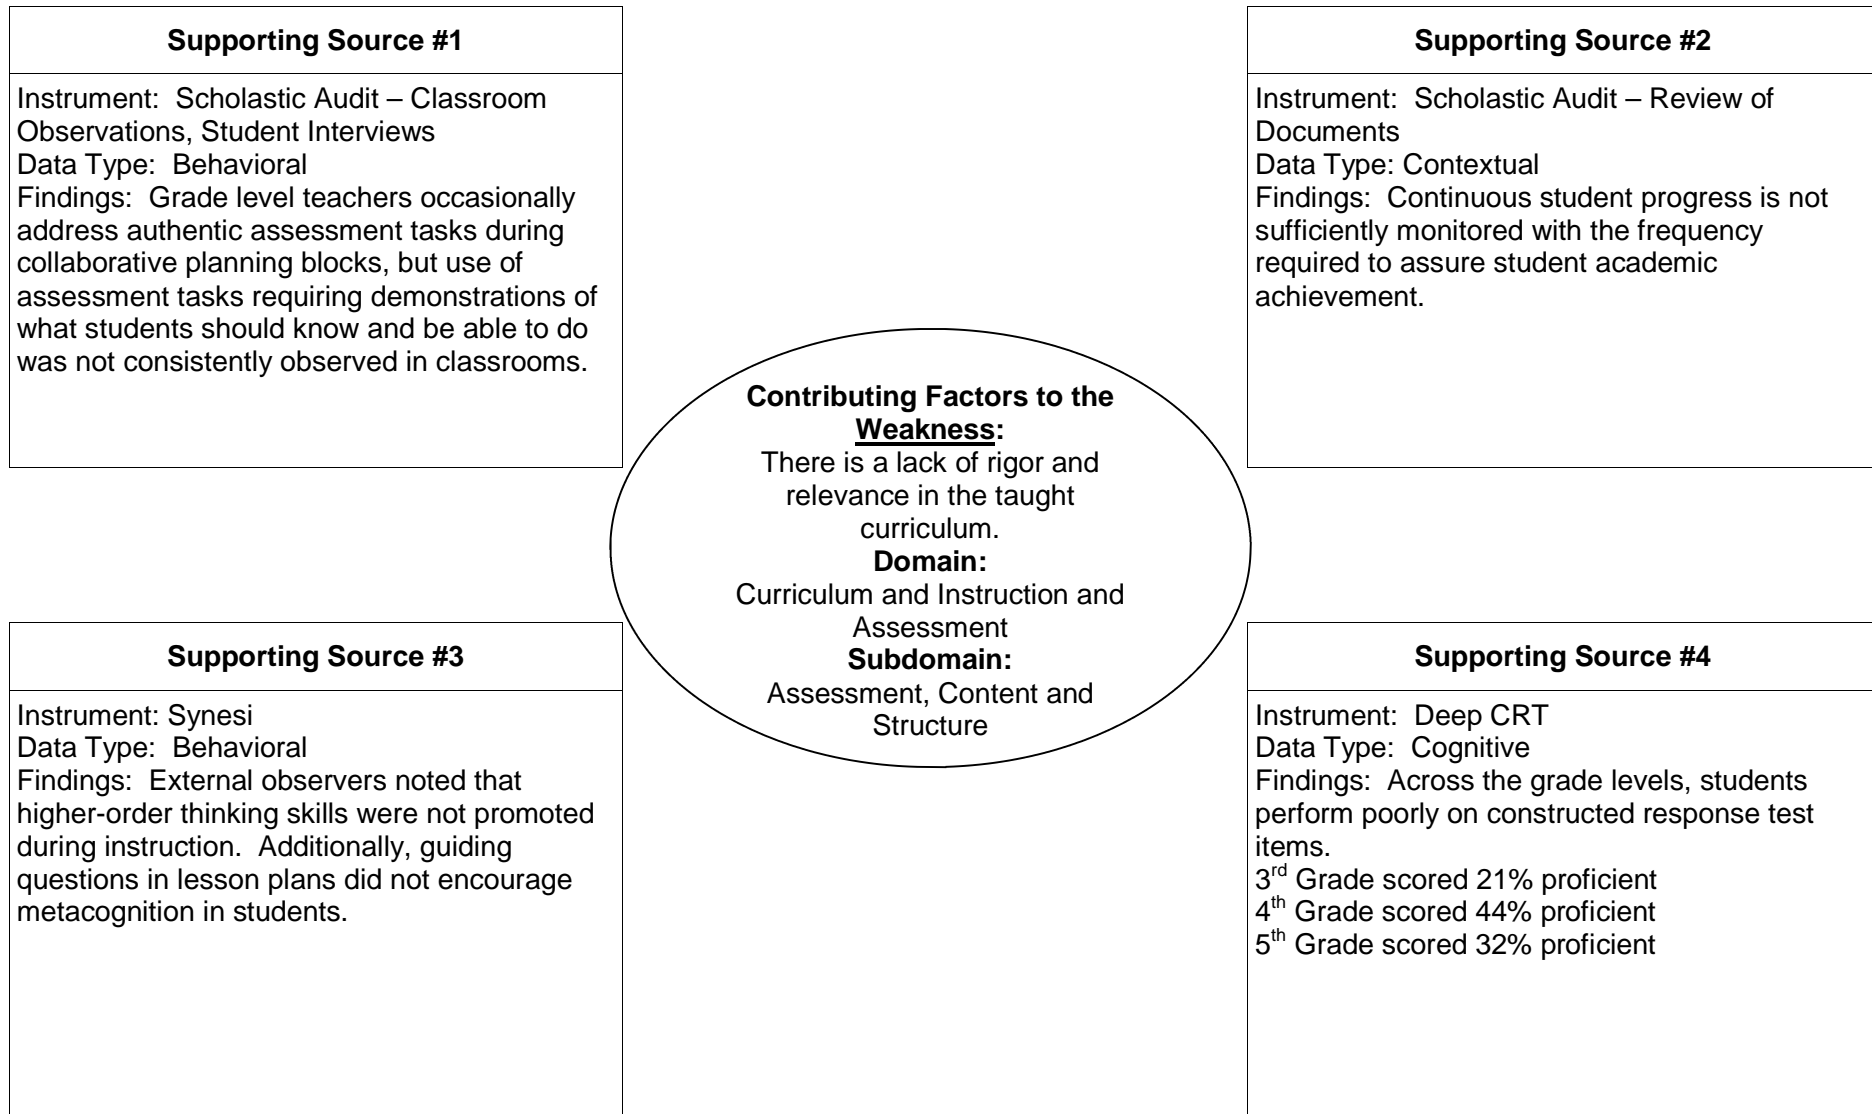 Supporting Source #1
Instrument:  Scholastic Audit – Classroom
Observations, Student Interviews
Data Type:  Behavioral
Findings:  Grade level teachers occasionally
address authentic assessment tasks during
collaborative planning blocks, but use of
assessment tasks requiring demonstrations of
what students should know and be able to do
was not consistently observed in classrooms.
Supporting Source #2
Instrument:  Scholastic Audit – Review of
Documents
Data Type: Contextual
Findings:  Continuous student progress is not
sufficiently monitored with the frequency
required to assure student academic
achievement.
Contributing Factors to the
Weakness:
There is a lack of rigor and
relevance in the taught
curriculum.
Domain:
Curriculum and Instruction and
Assessment
Subdomain:
Assessment, Content and
Structure
Supporting Source #3
Instrument: Synesi
Data Type:  Behavioral
Findings:  External observers noted that
higher-order thinking skills were not promoted
during instruction.  Additionally, guiding
questions in lesson plans did not encourage
metacognition in students.
Supporting Source #4
Instrument:  Deep CRT
Data Type:  Cognitive
Findings:  Across the grade levels, students
perform poorly on constructed response test
items.
3rd Grade scored 21% proficient
4th Grade scored 44% proficient
5th Grade scored 32% proficient